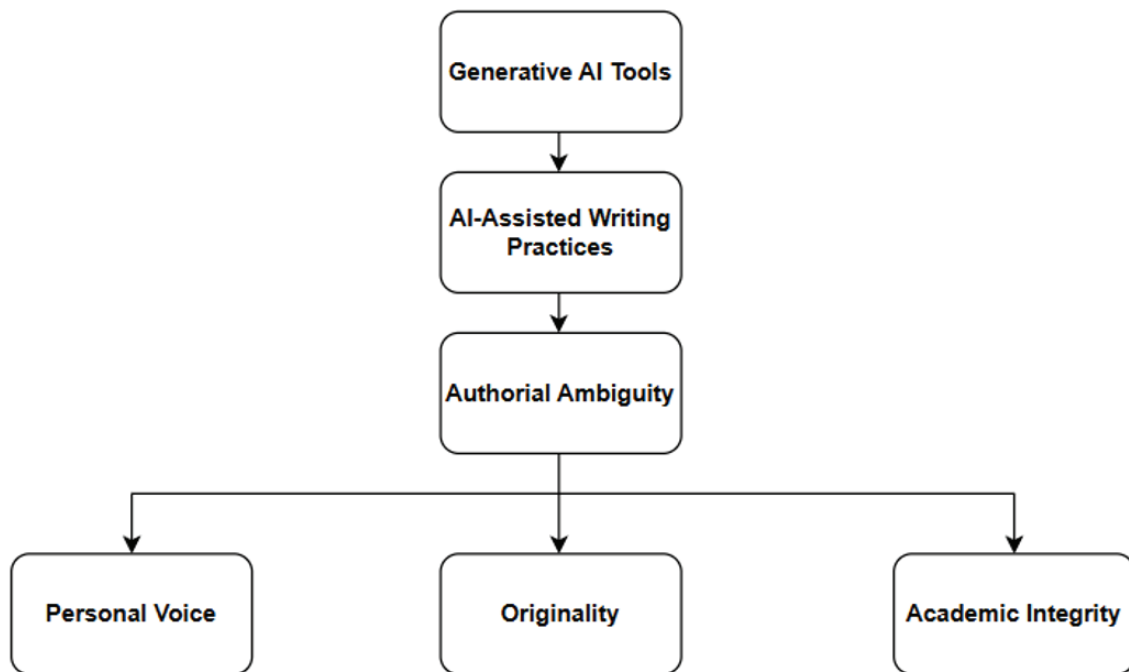 Generative AI Tools
AI-Assisted Writing
Practices
Authorial Ambiguity
Personal Voice
Originality
Academic Integrity